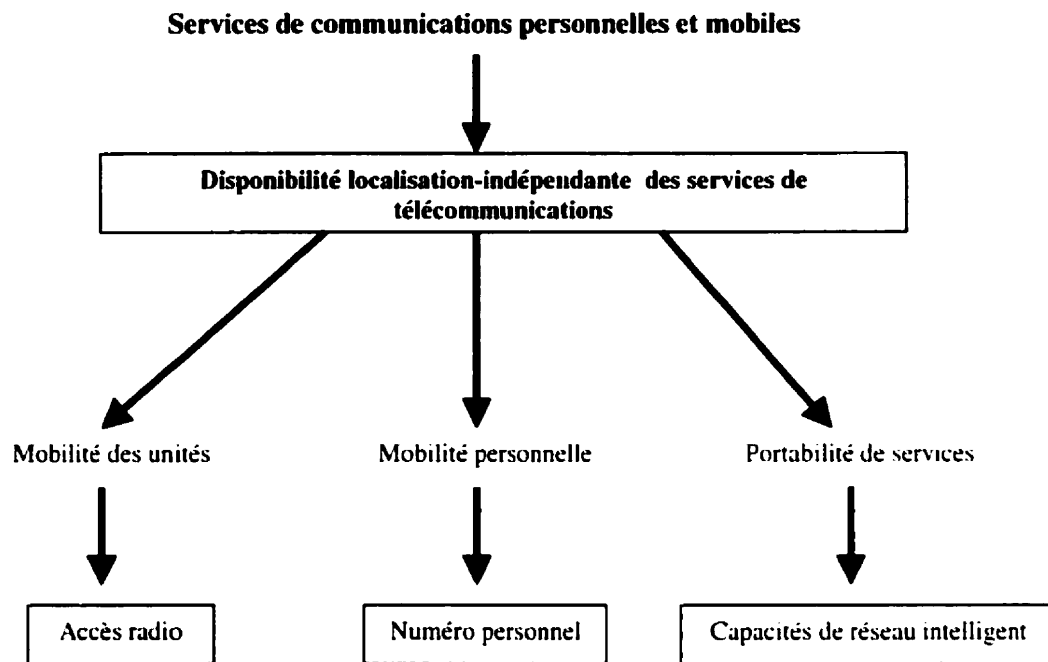 Services de communications personnelles et mobiles
Disponibilité localisation-indépendante des services de
télécommunications
Mobilité des unités
Mobilité personnelle
Portabilité de services
Accès radio
Numéro personnel
Capacités de réseau intelligent